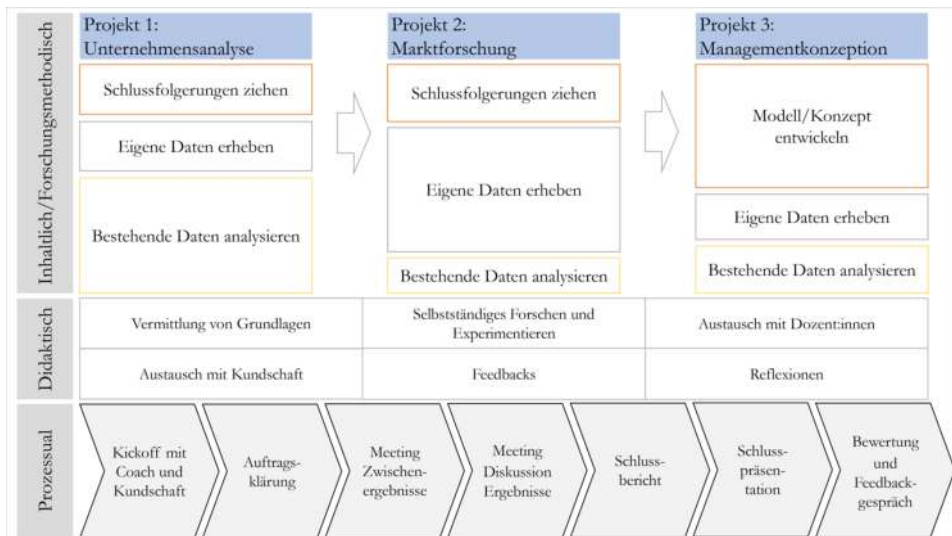 Inhaltlich/Forschungsmethodisch
Projekt 1:
Unternehmensanalyse
Schlussfolgerungen ziehen
Eigene Daten erheben
Bestehende Daten analysieren
Projekt 2:
Marktforschung
Schlussfolgerungen ziehen
Eigene Daten erheben
Bestehende Daten analysieren
Projekt 3:
Managementkonzeption
Modell/Konzept
entwickeln
Eigene Daten erheben
Bestehende Daten analysieren
Didaktisch
Vermittlung von Grundlagen
Selbstständiges Forschen und
Experimentieren
Austausch mit Dozent:innen
Austausch mit Kundschaft
Feedbacks
Reflexionen
Prozessual
Kickoff mit
Coach und
Kundschaft
Auftrags-
klärung
Meeting
Zwischen-
ergebnisse
Meeting
Diskussion
Ergebnisse
Schluss-
bericht
Schluss-
präsen-
tation
Bewertung
und
Feedback-
gespräch